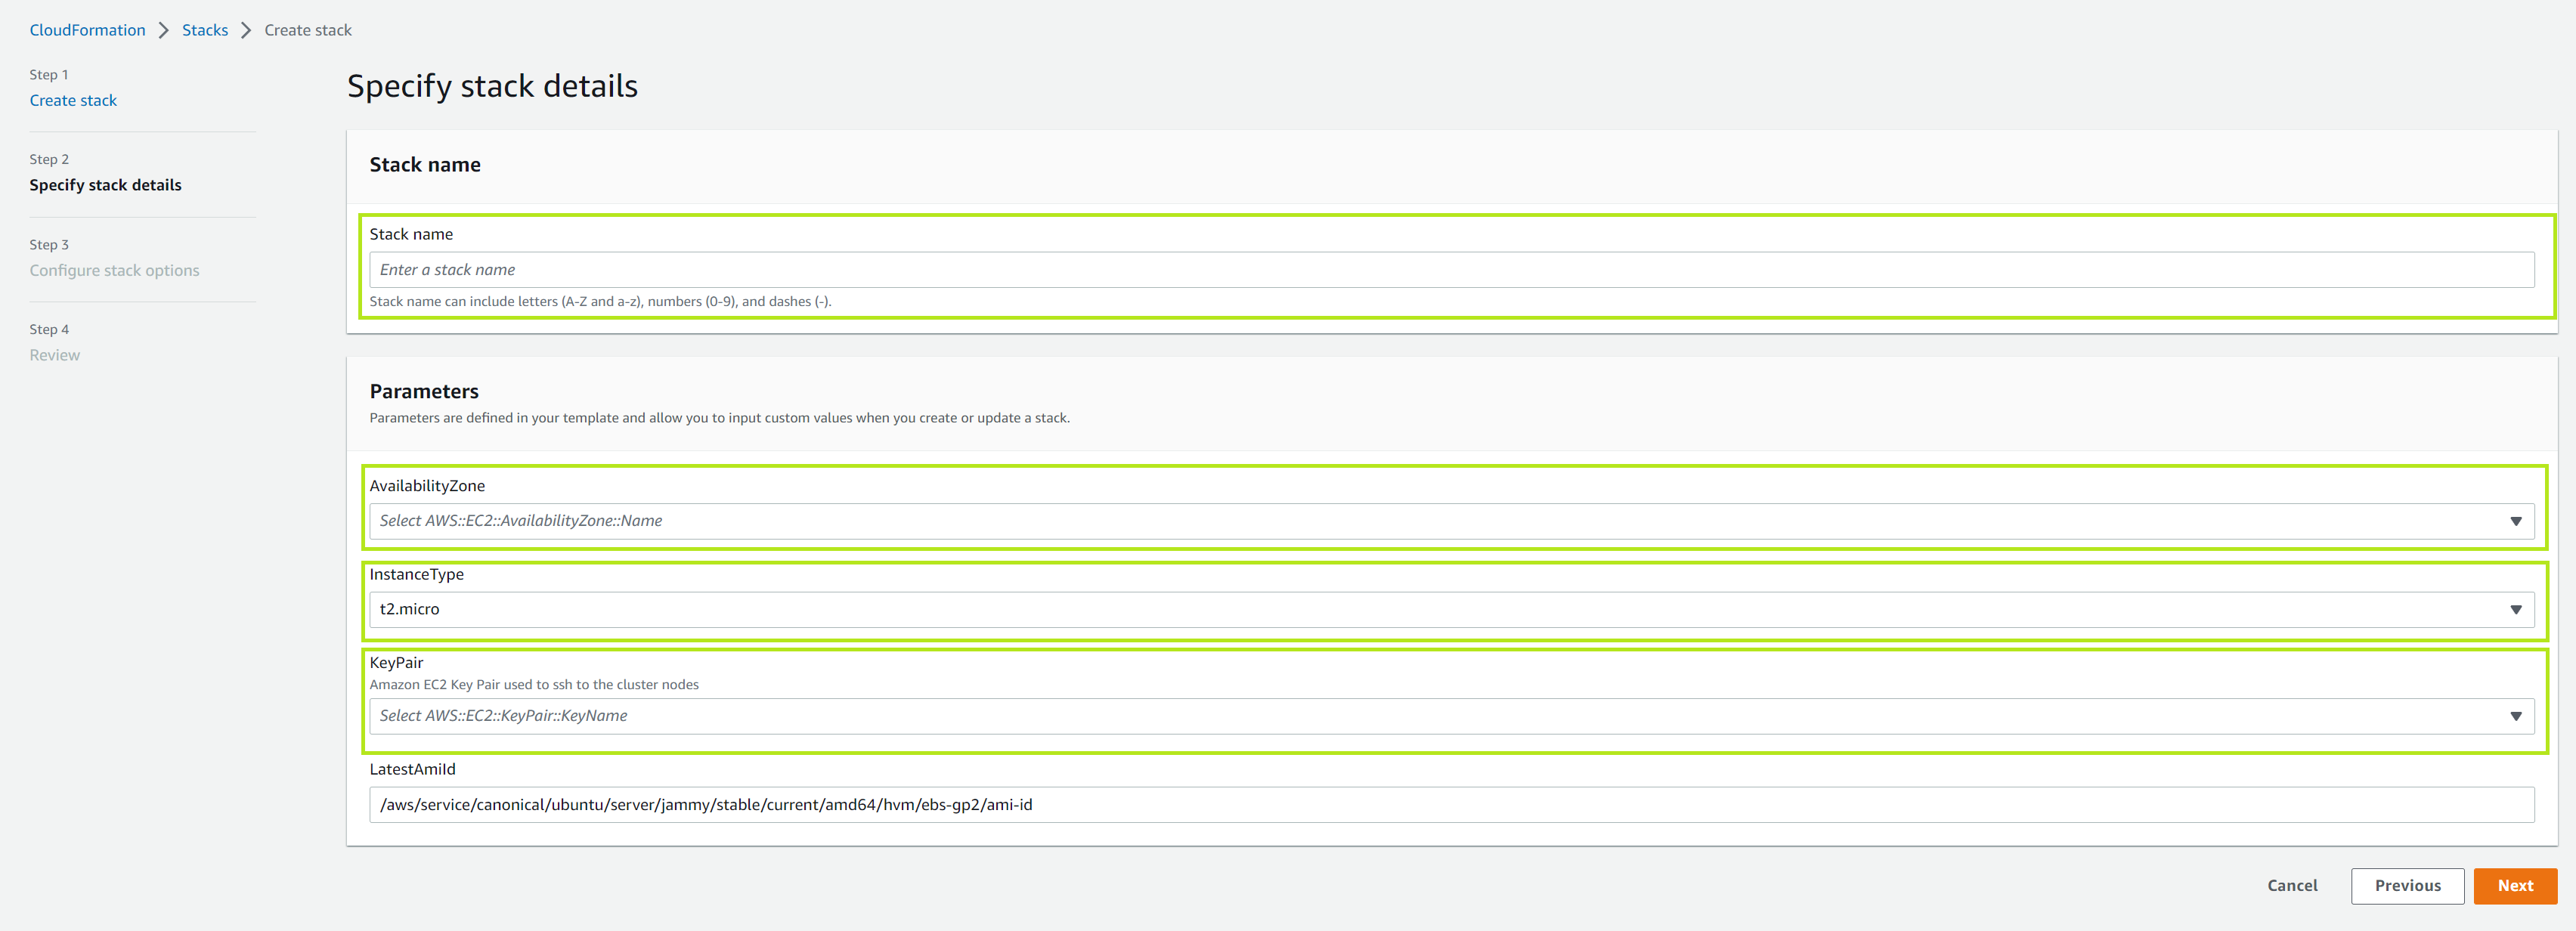 CloudFormation > Stacks > Create stack
Step 1
Create stack
Step 2
Specify stack details
Step 3
Configure stack options
Step 4
Review
Specify stack details
Stack name
Stack name
Enter a stack name
Stack name can include letters (A-Z and a-z), numbers (0-9), and dashes (-).
Parameters
Parameters are defined in your template and allow you to input custom values when you create or update a stack.
AvailabilityZone
Select AWS::EC2::AvailabilityZone::Name
InstanceType
t2.micro
KeyPair
Amazon EC2 Key Pair used to ssh to the cluster nodes
Select AWS::EC2::KeyPair::KeyName
LatestAmiId
/aws/service/canonical/ubuntu/server/jammy/stable/current/amd64/hvm/ebs-gp2/ami-id
Cancel Previous Next